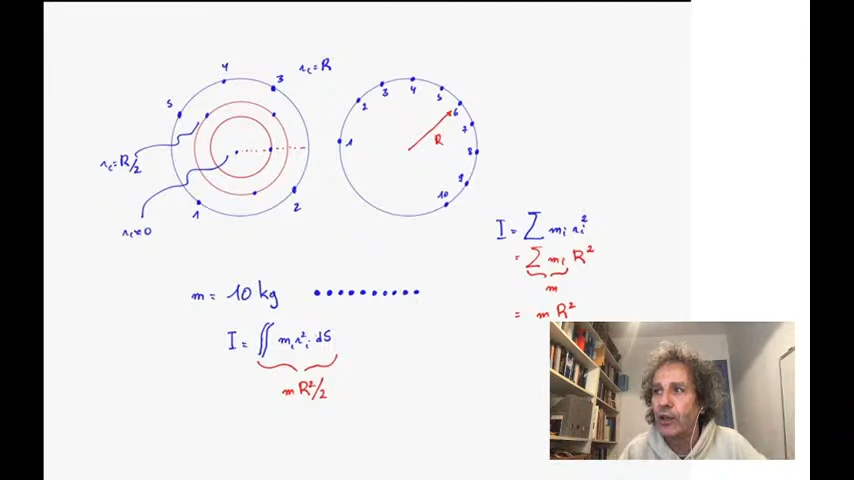 4
3
r_i = R
5
r_i = R/2
r_i ≈ 0
1
2
1
2
3
4
5
6
7
8
9
10
R
I = ∑ m_i r_i²
= ∑ m_i R²
m
= m R²
m = 10 kg
I = ∬ m_i r_i² dS
m R²/2